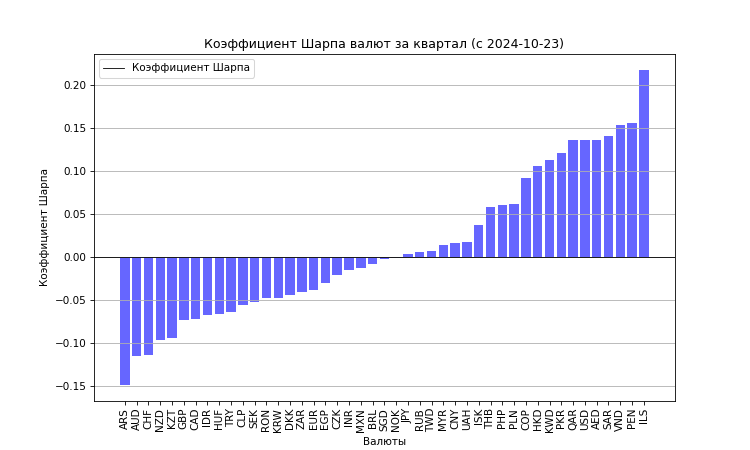 Коэффициент Шарпа валют за квартал (с 2024-10-23)
Коэффициент Шарпа
0.20
0.15
0.10
0.05
0.00
−0.05
−0.10
−0.15
Коэффициент Шарпа
ARS AUD CHF NZD KZT GBP CAD IDR HUF TRY CLP SEK RON KRW DKK ZAR EUR EGP CZK INR MXN BRL SGD NOK JPY RUB TWD MYR CNY UAH ISK THB PHP PLN COP HKD KWD PKR QAR USD AED SAR VND PEN ILS
Валюты